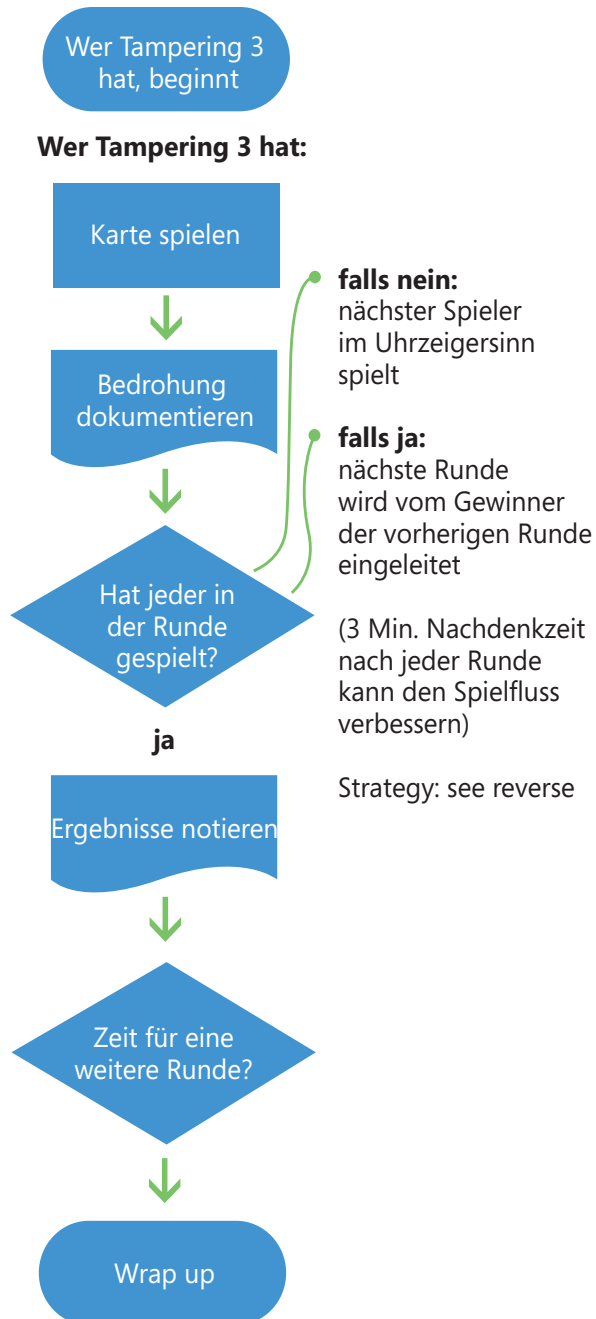 Wer Tampering 3
hat, beginnt
Wer Tampering 3 hat:
Karte spielen
Bedrohung
dokumentieren
Hat jeder in
der Runde
gespielt?
falls nein:
nächster Spieler
im Uhrzeigersinn
spielt
falls ja:
nächste Runde
wird vom Gewinner
der vorherigen Runde
eingeleitet
(3 Min. Nachdenkzeit
nach jeder Runde
kann den Spielfluss
verbessern)
Strategy: see reverse
ja
Ergebnisse notieren
Zeit für eine
weitere Runde?
Wrap up